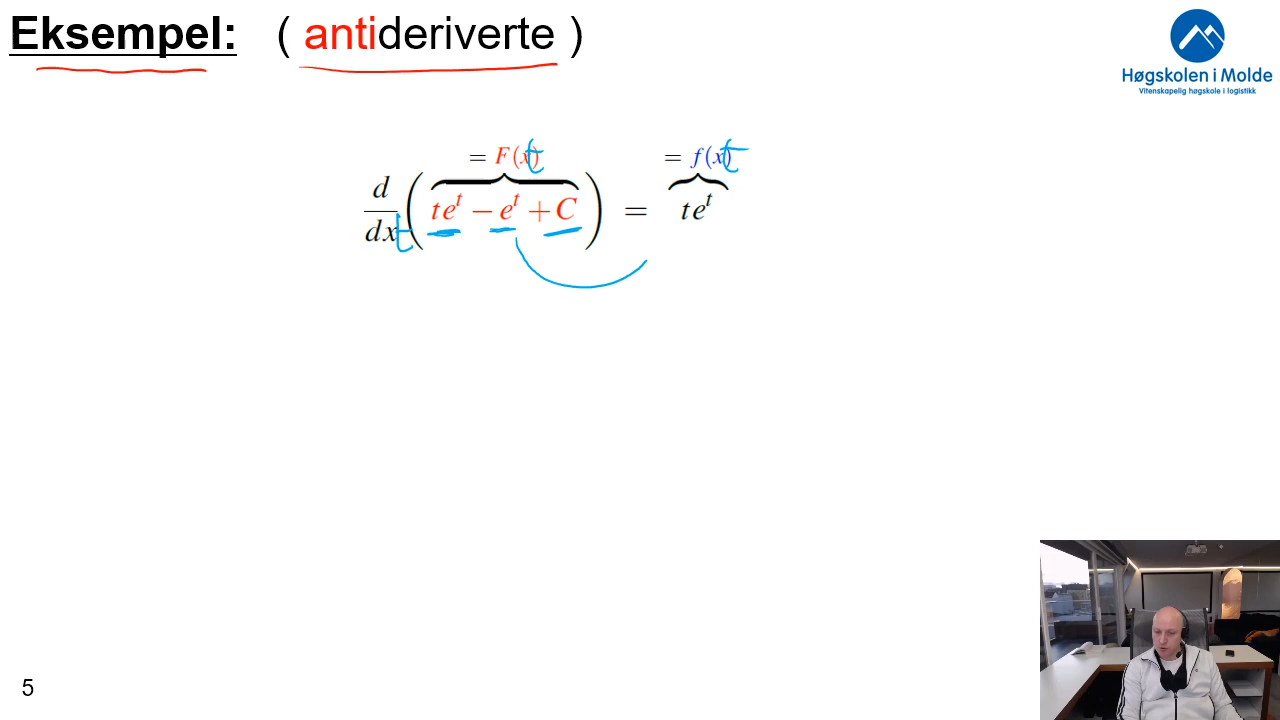 Eksempel: ( antideriverte )
Høgskolen i Molde
Vitenskapelig høgskole i logistikk
= F(x) t = f(x) t
d/dx t (te^t − e^t + C) = te^t
5